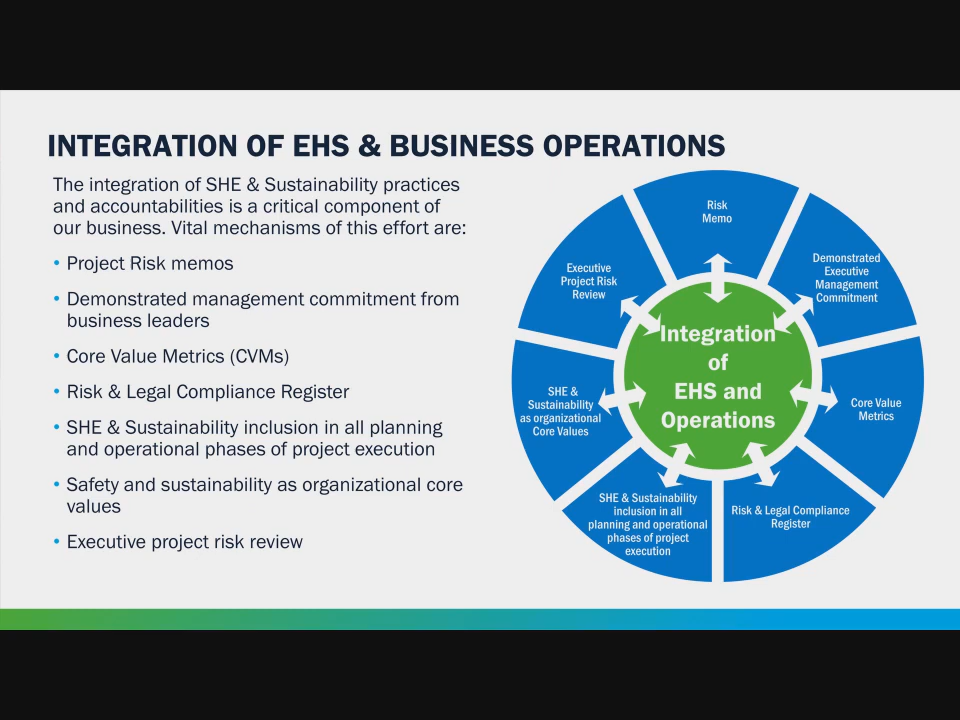 INTEGRATION OF EHS & BUSINESS OPERATIONS
The integration of SHE & Sustainability practices
and accountabilities is a critical component of
our business. Vital mechanisms of this effort are:
• Project Risk memos
• Demonstrated management commitment from
business leaders
• Core Value Metrics (CVMs)
• Risk & Legal Compliance Register
• SHE & Sustainability inclusion in all planning
and operational phases of project execution
• Safety and sustainability as organizational core
values
• Executive project risk review
Risk
Memo
Demonstrated
Executive
Management
Commitment
Core Value
Metrics
Risk & Legal Compliance
Register
SHE & Sustainability
inclusion in all
planning and operational
phases of project
execution
SHE &
Sustainability
as organizational
Core Values
Executive
Project Risk
Review
Integration
of
EHS and
Operations